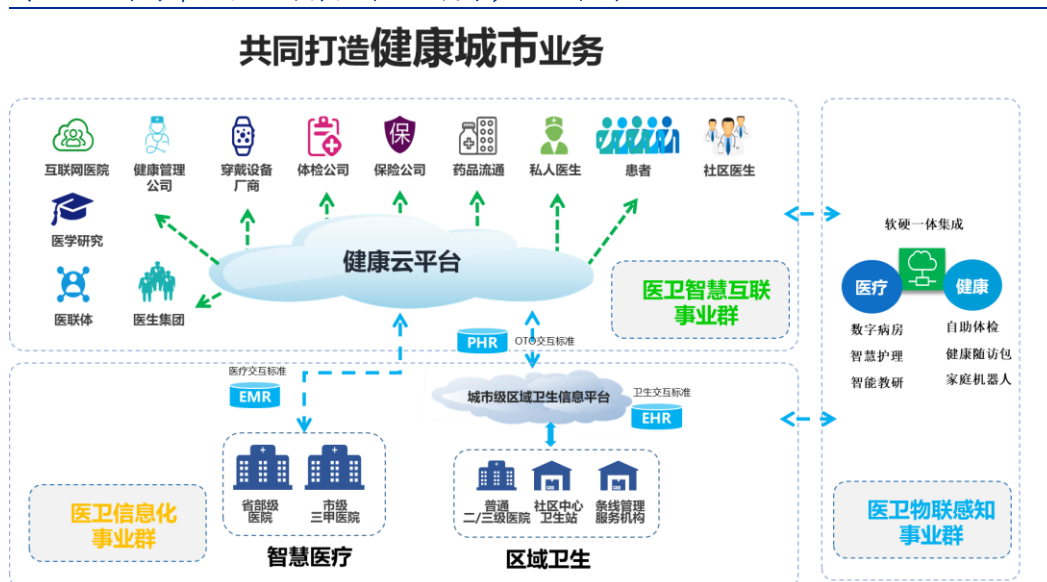 共同打造健康城市业务
互联网医院
健康管理
公司
穿戴设备
厂商
体检公司
保
保险公司
药品流通
私人医生
患者
社区医生
医学研究
医联体
医生集团
健康云平台
医卫智慧互联
事业群
软硬一体集成
医疗
健康
数字病房
智慧护理
智能教研
自助体检
健康随访包
家庭机器人
PHR
OTO交互标准
医疗交互标准
EMR
城市级区域卫生信息平台
卫生交互标准
EHR
省部级
医院
市级
三甲医院
智慧医疗
普通
二/三级医院
社区中心
卫生站
条线管理
服务机构
区域卫生
医卫信息化
事业群
医卫物联感知
事业群